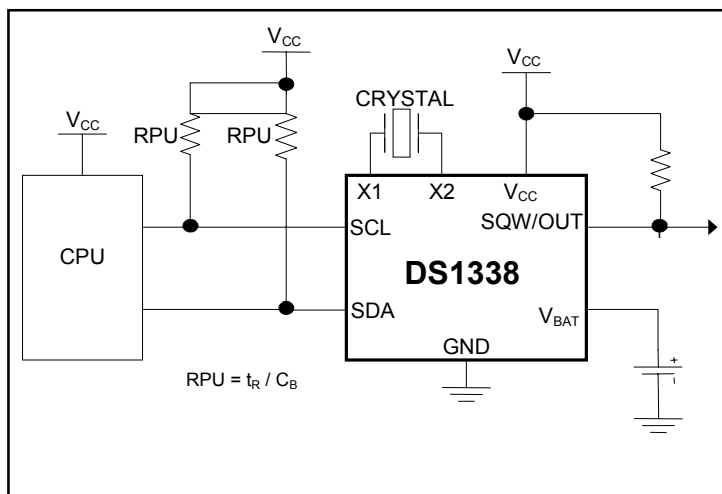 VCC
VCC
CRYSTAL
VCC
RPU
RPU
X1
X2
VCC
SCL
SQW/OUT
CPU
DS1338
SDA
VBAT
GND
RPU = tR / CB
+
–